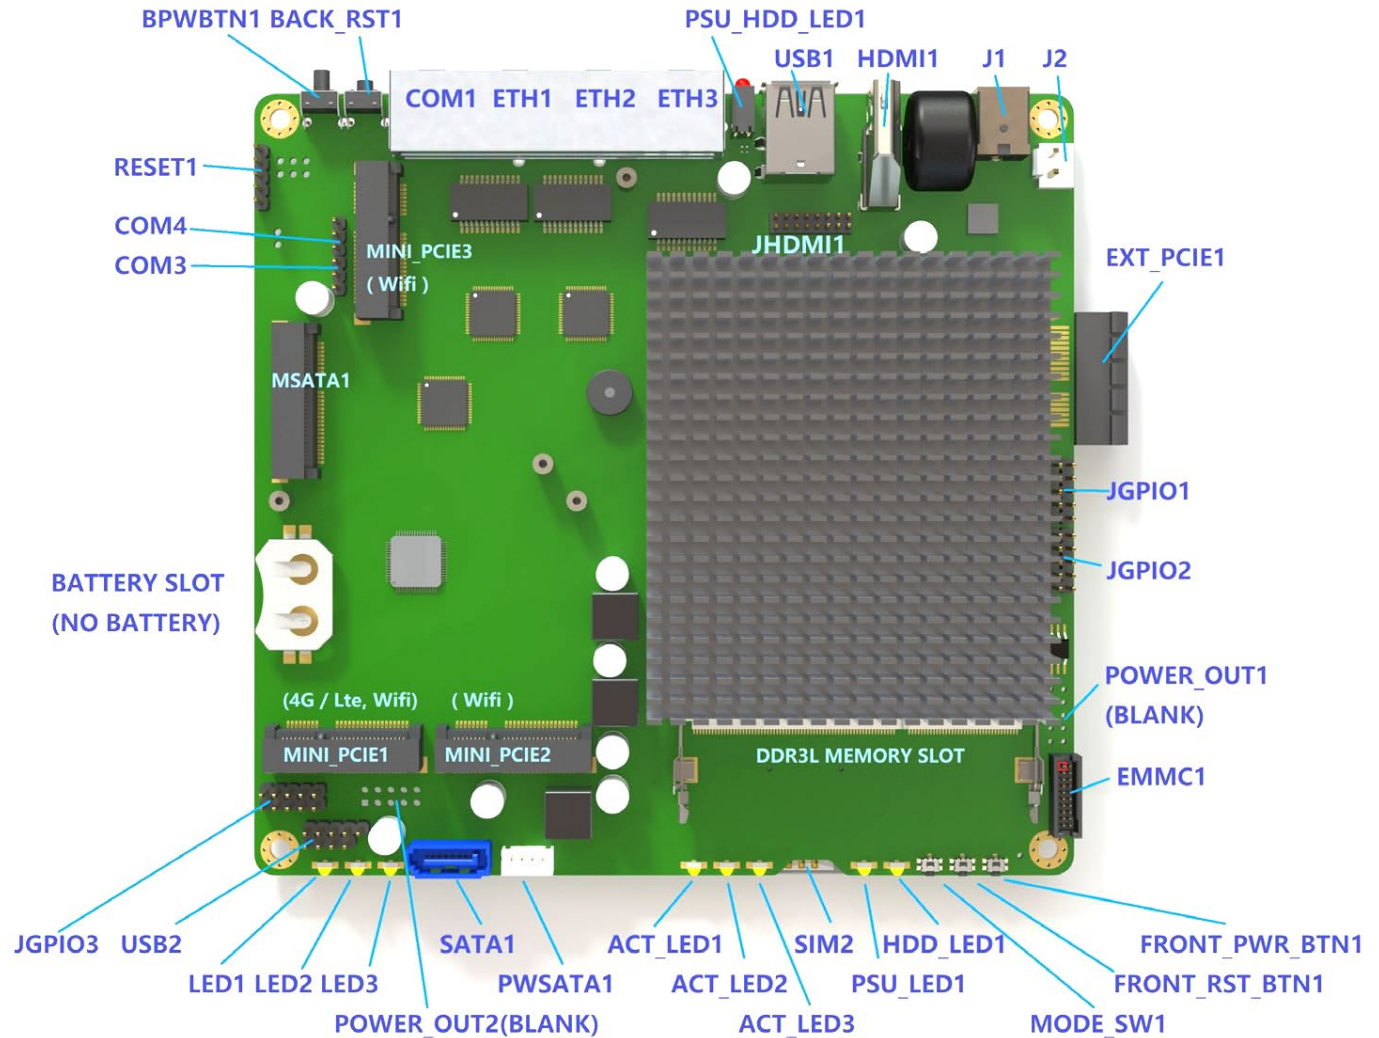 BPWBTN1 BACK_RST1
PSU_HDD_LED1
USB1 HDMI1 J1 J2
COM1 ETH1 ETH2 ETH3
RESET1
COM4
COM3
MINI_PCIE3
( Wifi )
JHDMI1
EXT_PCIE1
MSATA1
JGPIO1
JGPIO2
BATTERY SLOT
(NO BATTERY)
POWER_OUT1
(BLANK)
(4G / Lte, Wifi) ( Wifi )
MINI_PCIE1 MINI_PCIE2
DDR3L MEMORY SLOT
EMMC1
JGPIO3 USB2 SATA1 ACT_LED1 SIM2 HDD_LED1 FRONT_PWR_BTN1
LED1 LED2 LED3 PWSATA1 ACT_LED2 PSU_LED1 FRONT_RST_BTN1
POWER_OUT2(BLANK) ACT_LED3 MODE_SW1